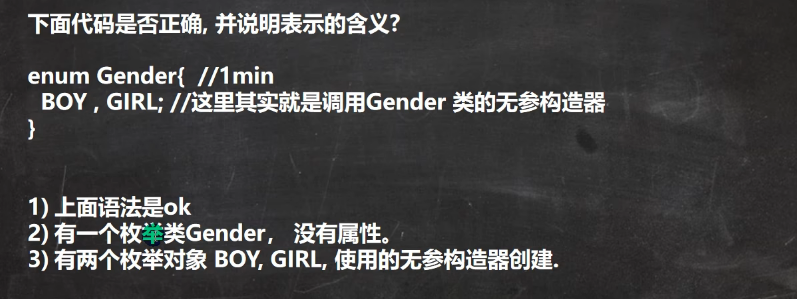 下面代码是否正确, 并说明表示的含义?
enum Gender{  //1min
BOY , GIRL; //这里其实就是调用Gender 类的无参构造器
}
1) 上面语法是ok
2) 有一个枚举类Gender， 没有属性。
3) 有两个枚举对象 BOY, GIRL, 使用的无参构造器创建.